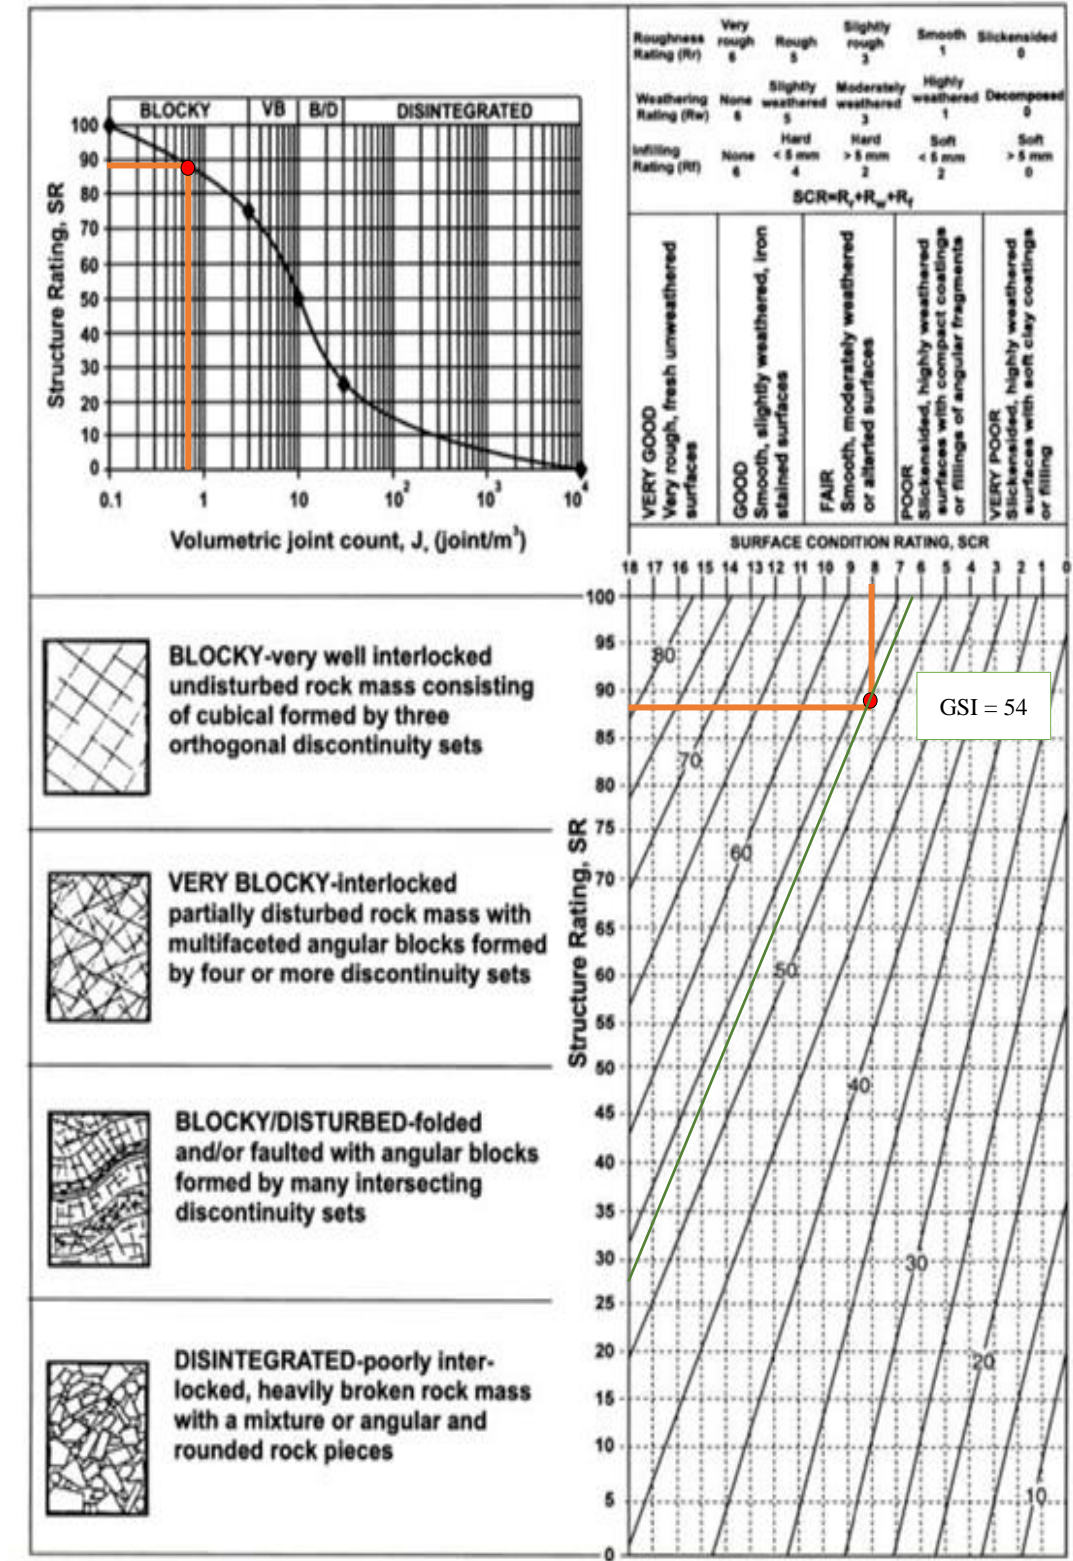 BLOCKY VB B/D DISINTEGRATED
100
90
80
70
60
50
40
30
20
10
0
Structure Rating, SR
0.1 1 10 10² 10³ 10⁴
Volumetric joint count, Jᵥ (joint/m³)
Roughness Rating (Rr)
Very rough 6
Rough 5
Slightly rough 3
Smooth 1
Slickensided 0
Weathering Rating (Rw)
None 6
Slightly weathered 5
Moderately weathered 3
Highly weathered 1
Decomposed 0
Infilling Rating (Rf)
None 6
Hard < 5 mm 4
Hard > 5 mm 2
Soft < 5 mm 2
Soft > 5 mm 0
SCR=Rr+Rw+Rf
VERY GOOD
Very rough, fresh unweathered
surfaces
GOOD
Smooth, slightly weathered, iron
stained surfaces
FAIR
Smooth, moderately weathered
or alterted surfaces
POOR
Slickensided, highly weathered
surfaces with compact coatings
or fillings of angular fragments
VERY POOR
Slickensided, highly weathered
surfaces with soft clay coatings
or filling
SURFACE CONDITION RATING, SCR
18 17 16 15 14 13 12 11 10 9 8 7 6 5 4 3 2 1 0
100
95
90
85
80
75
70
65
60
55
50
45
40
35
30
25
20
15
10
5
0
Structure Rating, SR
80
70
60
50
40
30
20
10
GSI = 54
BLOCKY-very well interlocked
undisturbed rock mass consisting
of cubical formed by three
orthogonal discontinuity sets
VERY BLOCKY-interlocked
partially disturbed rock mass with
multifaceted angular blocks formed
by four or more discontinuity sets
BLOCKY/DISTURBED-folded
and/or faulted with angular blocks
formed by many intersecting
discontinuity sets
DISINTEGRATED-poorly inter-
locked, heavily broken rock mass
with a mixture or angular and
rounded rock pieces